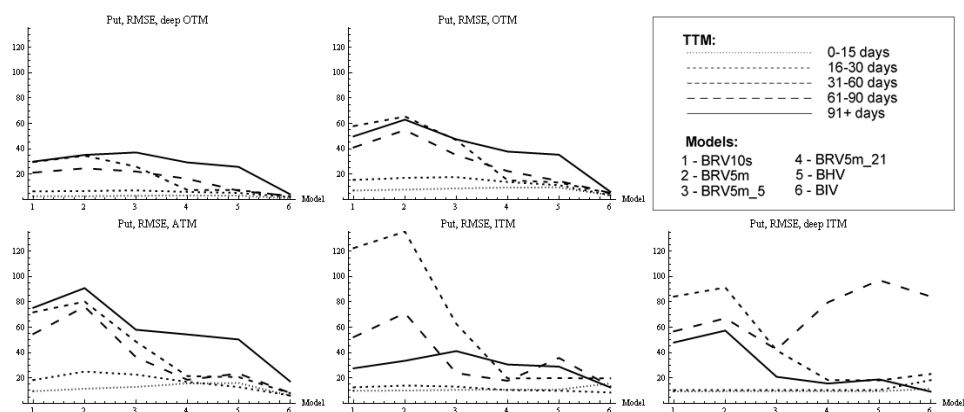 Put, RMSE, deep OTM
120
100
80
60
40
20
1 2 3 4 5 6 Model
Put, RMSE, OTM
120
100
80
60
40
20
1 2 3 4 5 6 Model
TTM:
0-15 days
16-30 days
31-60 days
61-90 days
91+ days
Models:
1 - BRV10s 4 - BRV5m_21
2 - BRV5m 5 - BHV
3 - BRV5m_5 6 - BIV
Put, RMSE, ATM
120
100
80
60
40
20
1 2 3 4 5 6 Model
Put, RMSE, ITM
120
100
80
60
40
20
1 2 3 4 5 6 Model
Put, RMSE, deep ITM
120
100
80
60
40
20
1 2 3 4 5 6 Model